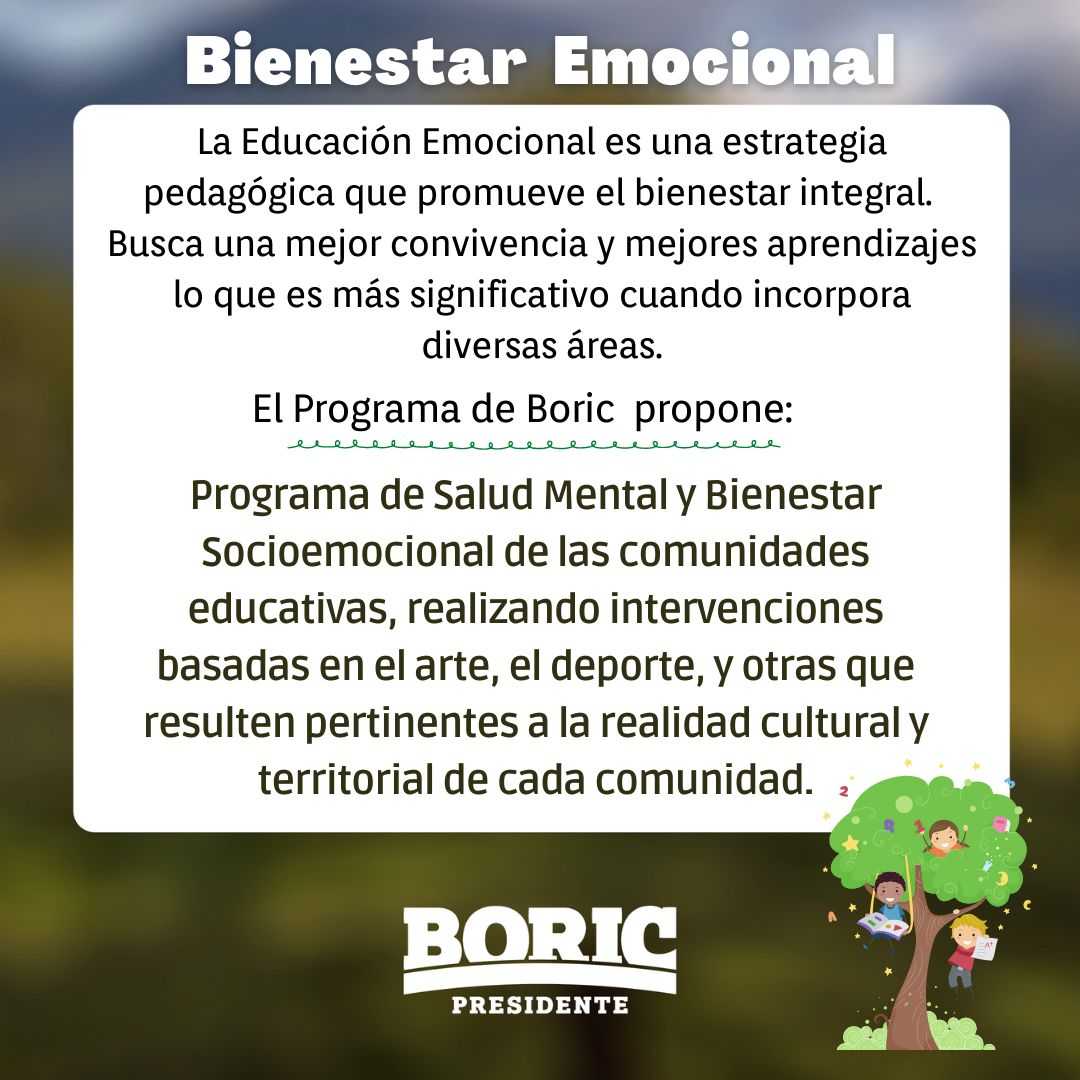 Bienestar Emocional
La Educación Emocional es una estrategia
pedagógica que promueve el bienestar integral.
Busca una mejor convivencia y mejores aprendizajes
lo que es más significativo cuando incorpora
diversas áreas.
El Programa de Boric propone:
Programa de Salud Mental y Bienestar
Socioemocional de las comunidades
educativas, realizando intervenciones
basadas en el arte, el deporte, y otras que
resulten pertinentes a la realidad cultural y
territorial de cada comunidad.
BORIC
PRESIDENTE